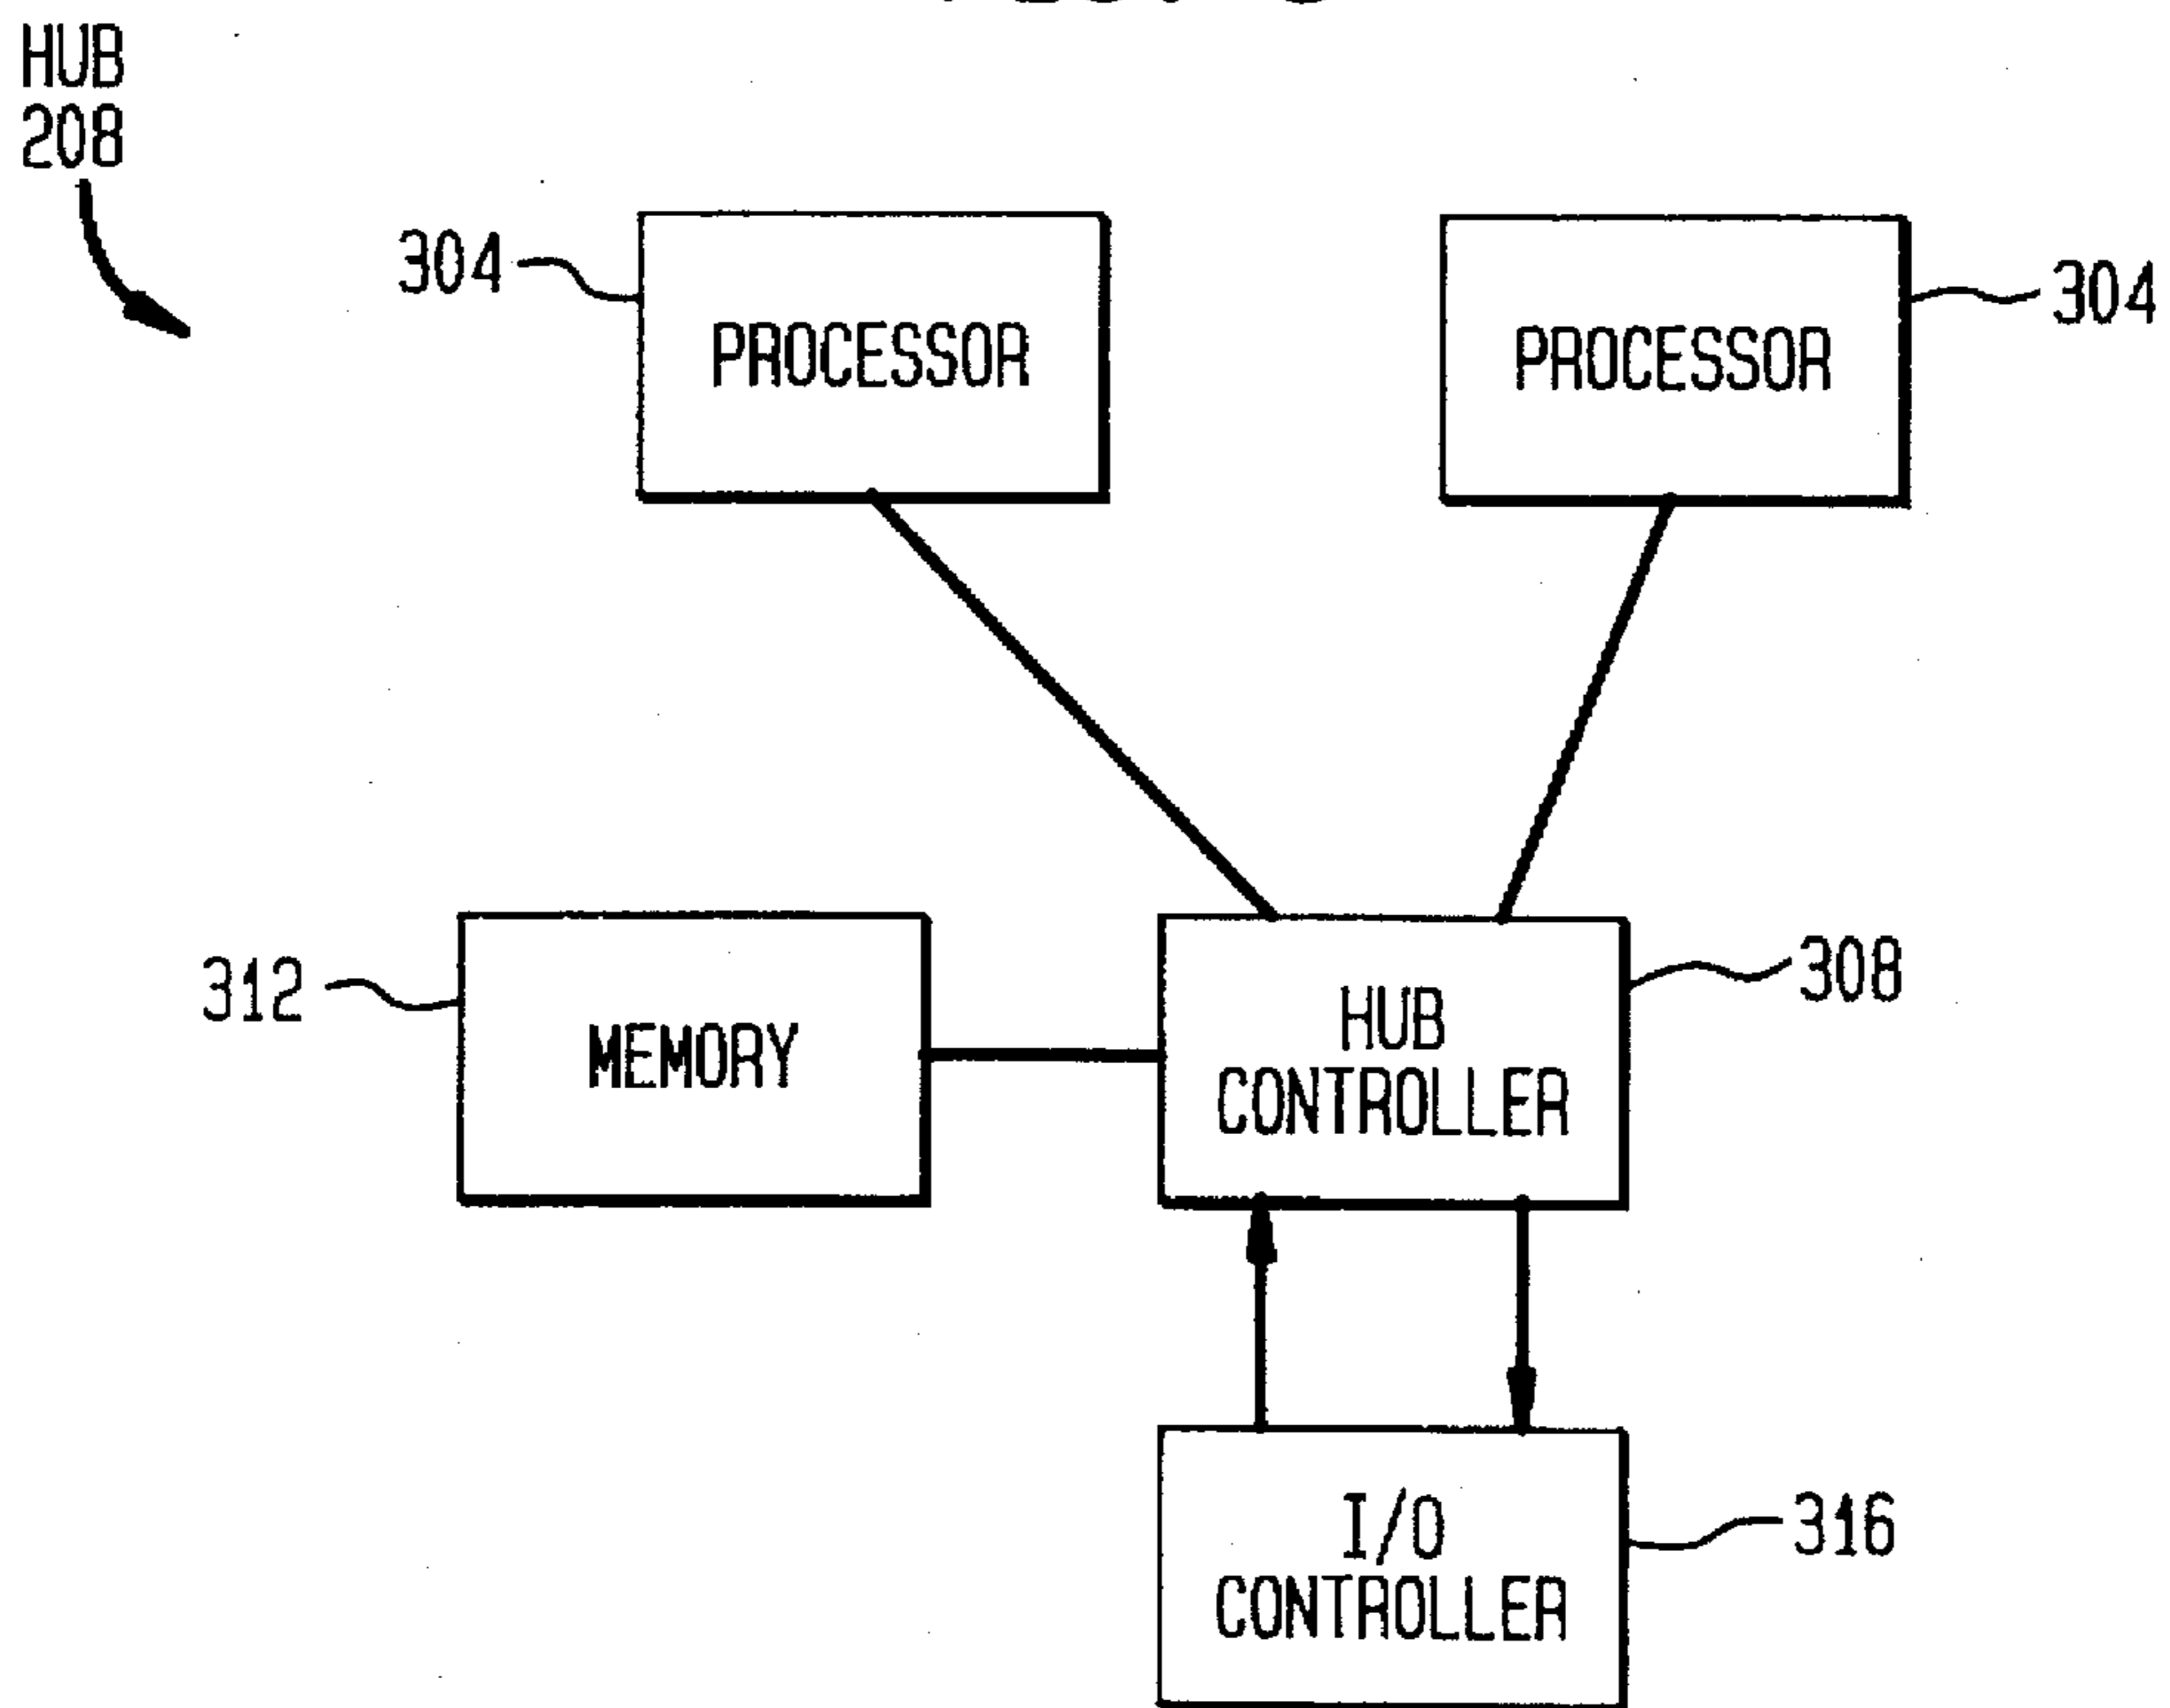 HUB
208
304
PROCESSOR
PROCESSOR
304
312
MEMORY
HUB
CONTROLLER
308
I/O
CONTROLLER
316